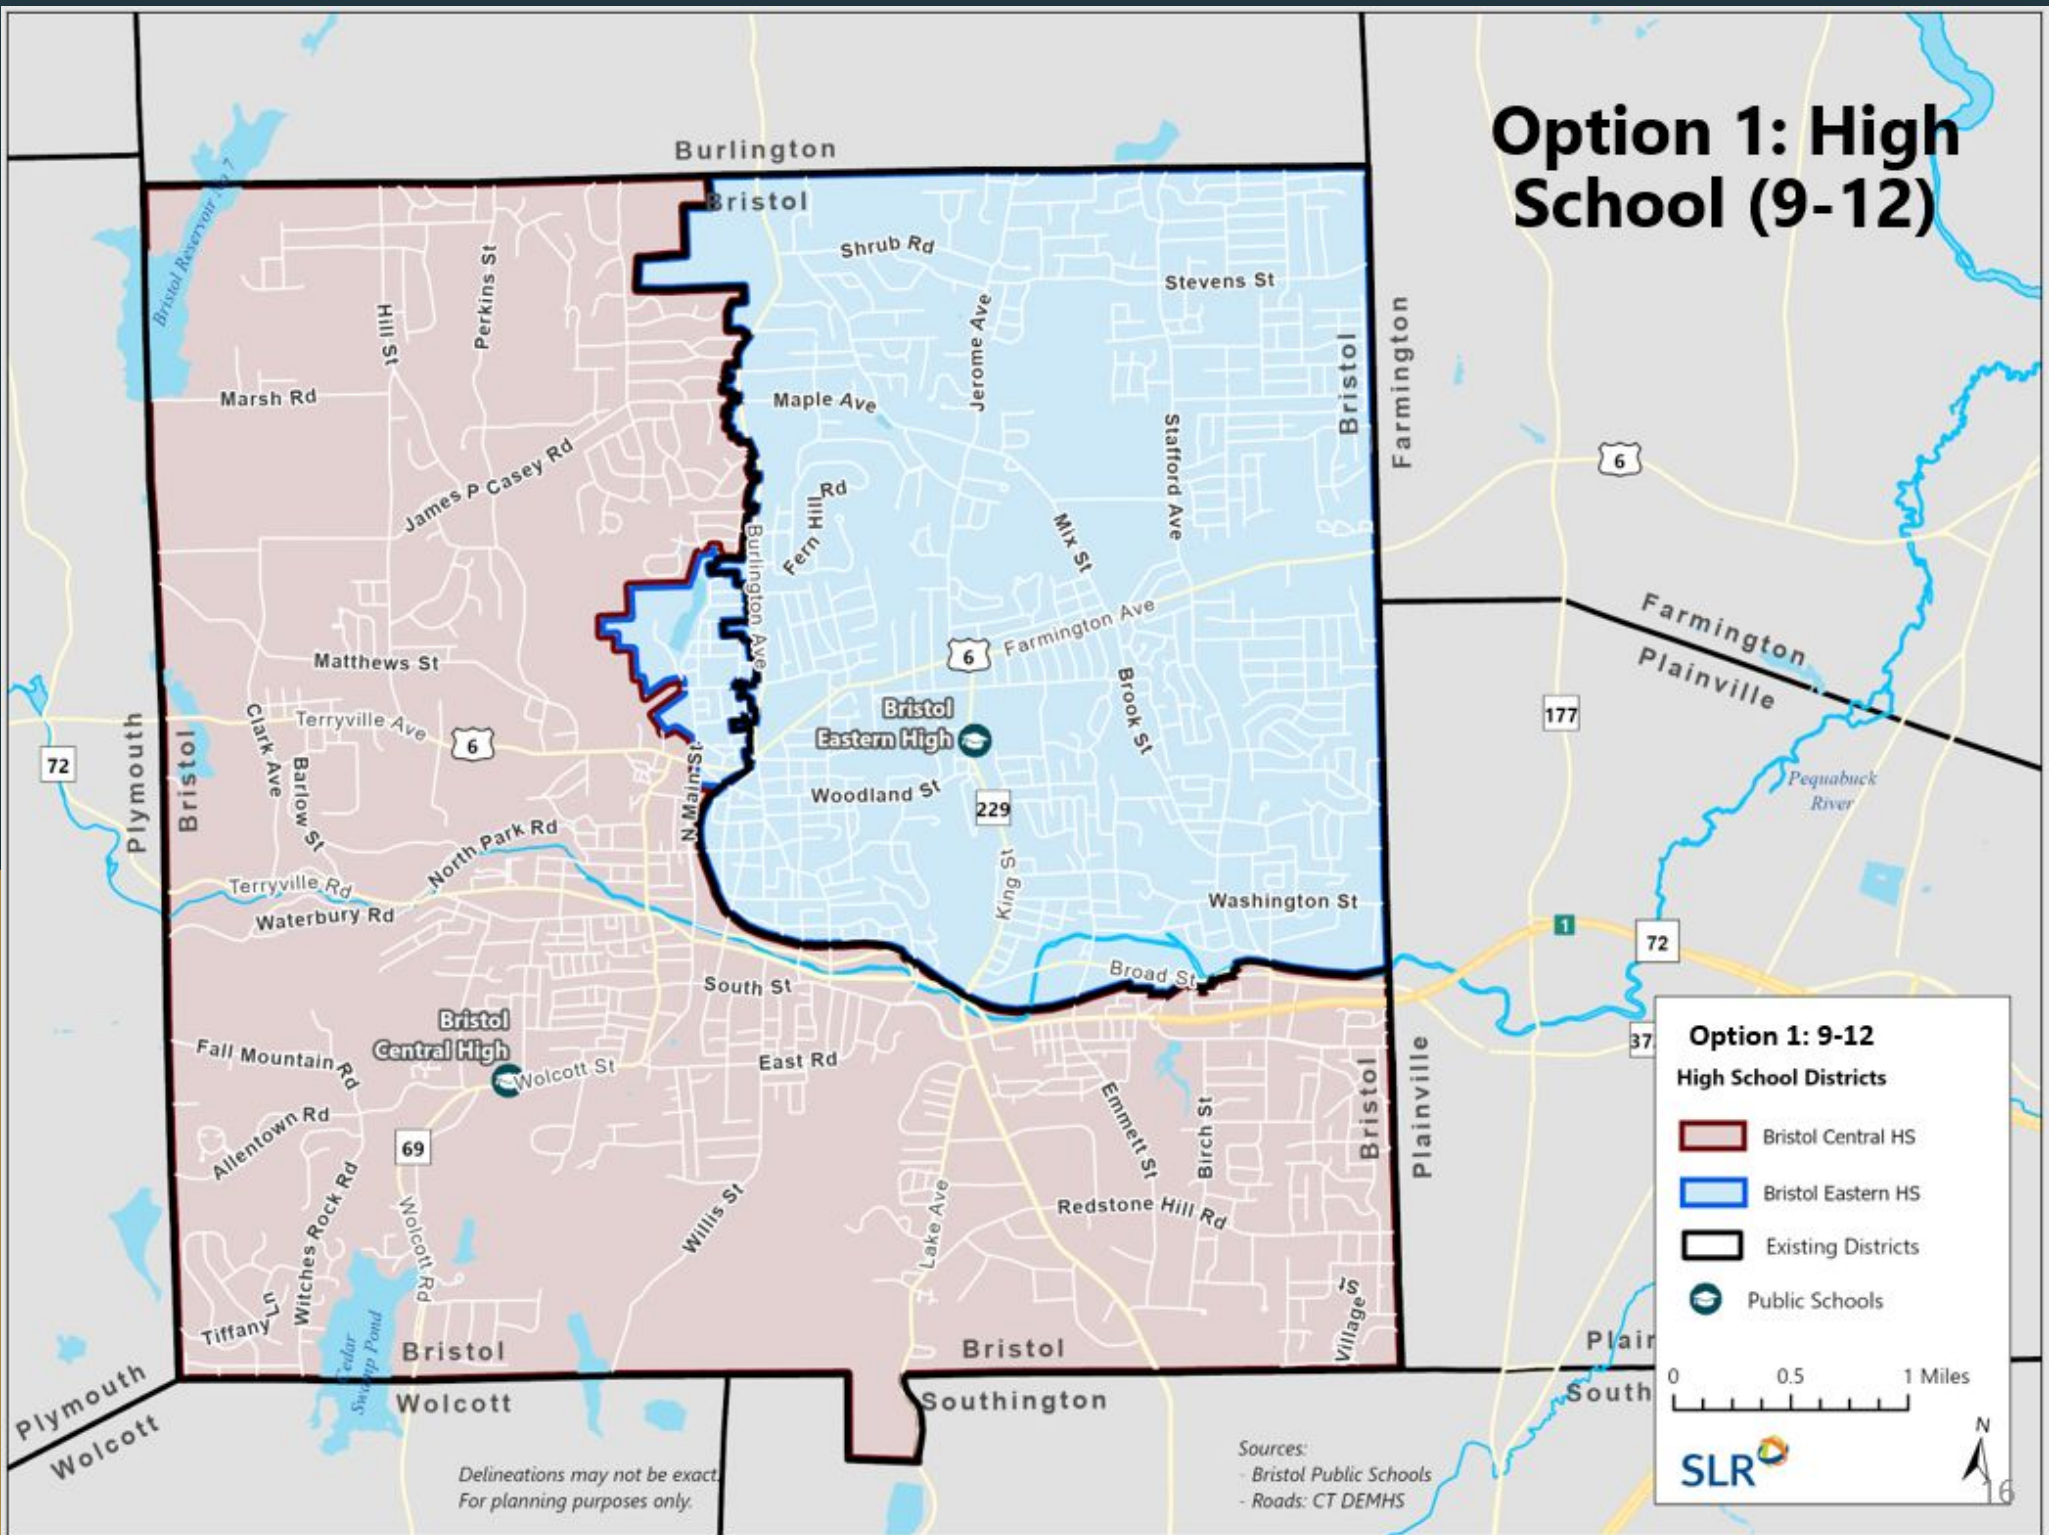 Option 1: High
School (9-12)
Burlington
Bristol
Bristol Reservoir No 7
Shrub Rd
Stevens St
Hill St
Perkins St
Jerome Ave
Bristol
Farmington
Marsh Rd
Maple Ave
Stafford Ave
6
James P Casey Rd
Fern Hill Rd
Mix St
Burlington Ave
Farmington Ave
6
Farmington
Plainville
Matthews St
Brook St
Clark Ave
Terryville Ave
6
Bristol
Eastern High
177
72
Plymouth
Bristol
Barlow St
N Main St
Woodland St
229
Pequabuck
River
North Park Rd
King St
Terryville Rd
Waterbury Rd
Washington St
1
72
South St
Broad St
Bristol
Central High
Fall Mountain Rd
Wolcott St
East Rd
Bristol
Plainville
37
Allentown Rd
69
Emmett St
Birch St
Witches Rock Rd
Wolcott Rd
Willis St
Lake Ave
Redstone Hill Rd
Tiffany Ln
Cedar
Swamp Pond
Village St
Bristol
Bristol
Plymouth
Wolcott
Wolcott
Southington
Plain
South
Option 1: 9-12
High School Districts
Bristol Central HS
Bristol Eastern HS
Existing Districts
Public Schools
0 0.5 1 Miles
SLR
N
16
Delineations may not be exact.
For planning purposes only.
Sources:
- Bristol Public Schools
- Roads: CT DEMHS